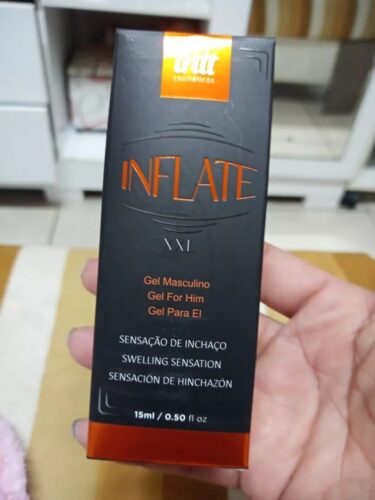 intt
cosméticos
INFLATE
XXL
Gel Masculino
Gel For Him
Gel Para El
SENSAÇÃO DE INCHAÇO
SWELLING SENSATION
SENSACIÓN DE HINCHAZÓN
15ml / 0.50 fl oz